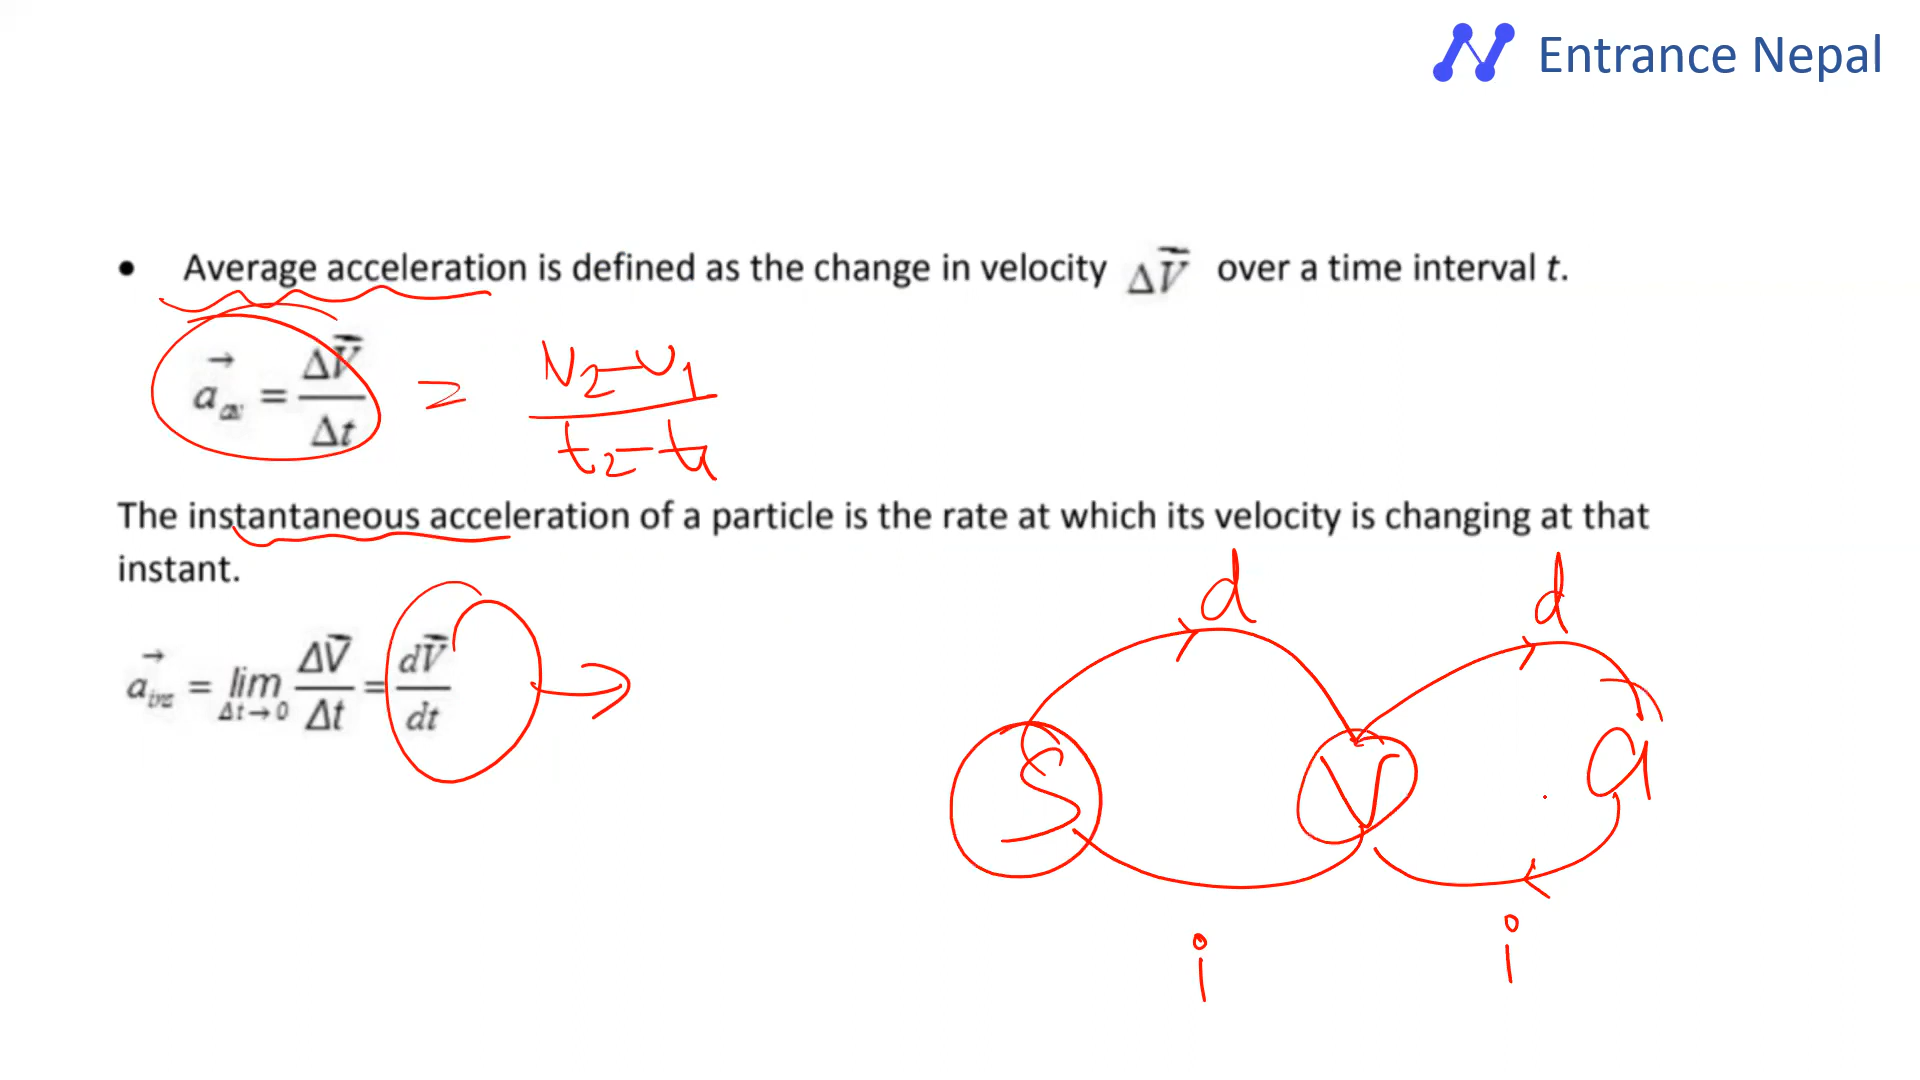 Entrance Nepal
• Average acceleration is defined as the change in velocity ΔV⃗ over a time interval t.
a⃗ av = ΔV⃗ / Δt = V2-V1 / t2-t1
The instantaneous acceleration of a particle is the rate at which its velocity is changing at that
instant.
a⃗ = lim Δt→0 ΔV⃗ / Δt = dV⃗ / dt
d d
S V a
i i